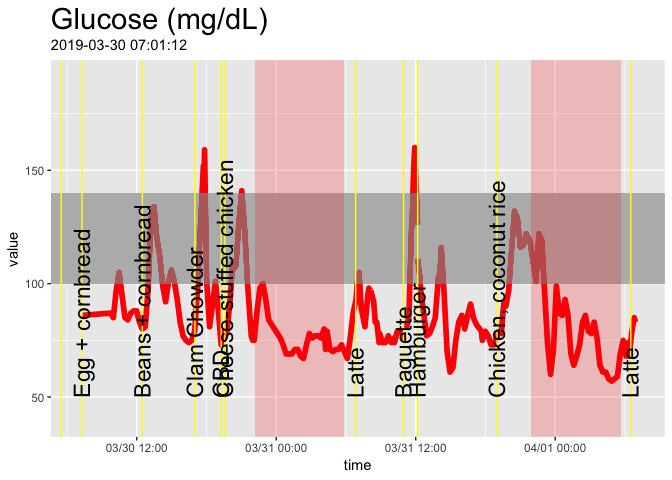 Glucose (mg/dL)
2019-03-30 07:01:12
value
150
100
50
Egg + cornbread
Beans + cornbread
Clam Chowder
CBD
Cheese-stuffed chicken
Latte
Baguette
Hamburger
Chicken, coconut rice
Latte
03/30 12:00
03/31 00:00
03/31 12:00
04/01 00:00
time